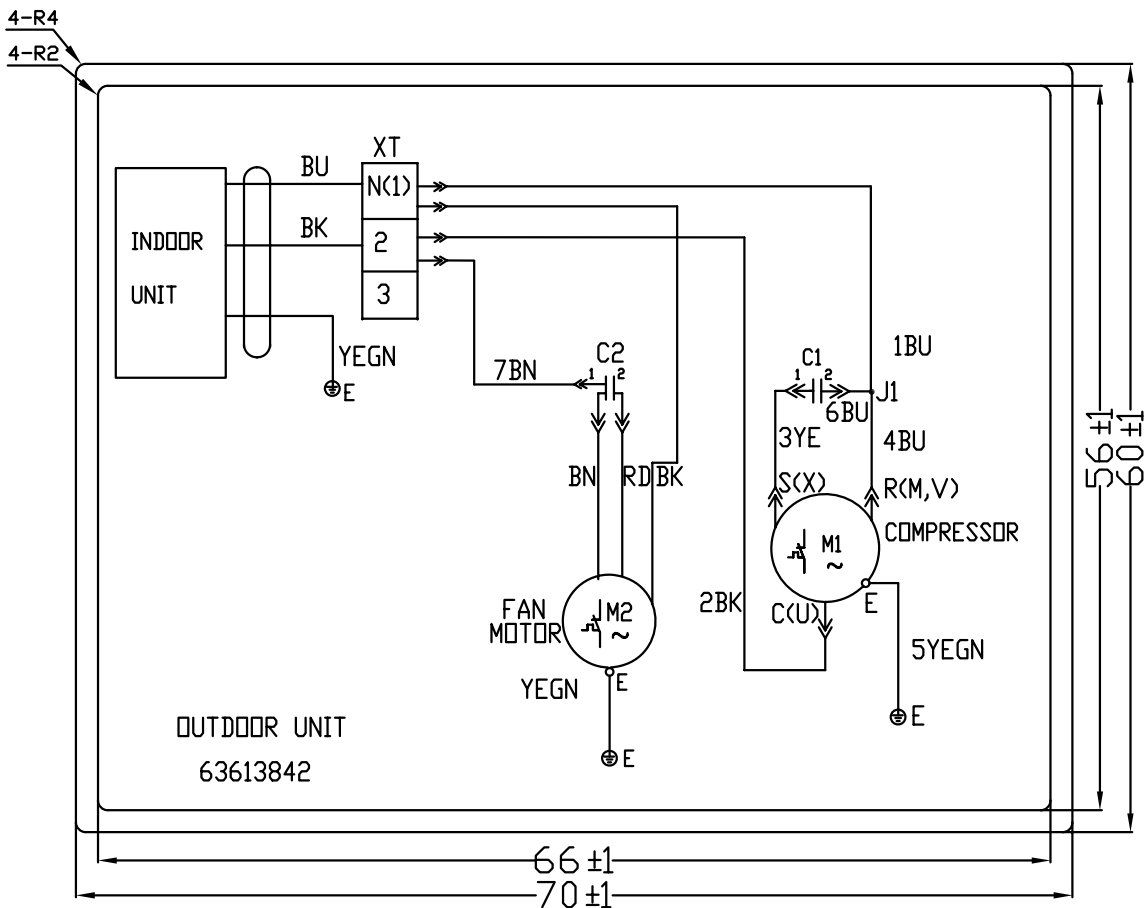 4-R4
4-R2
XT
BU
N(1)
BK
INDOOR
UNIT
2
3
YEGN
E
7BN
C2
1 2
C1
1 2
1BU
J1
6BU
3YE
4BU
56±1
60±1
BN
RD
BK
S(X)
R(M,V)
COMPRESSOR
M1
~
E
2BK
C(U)
FAN
MOTOR
M2
~
5YEGN
YEGN
E
E
E
OUTDOOR UNIT
63613842
66±1
70±1